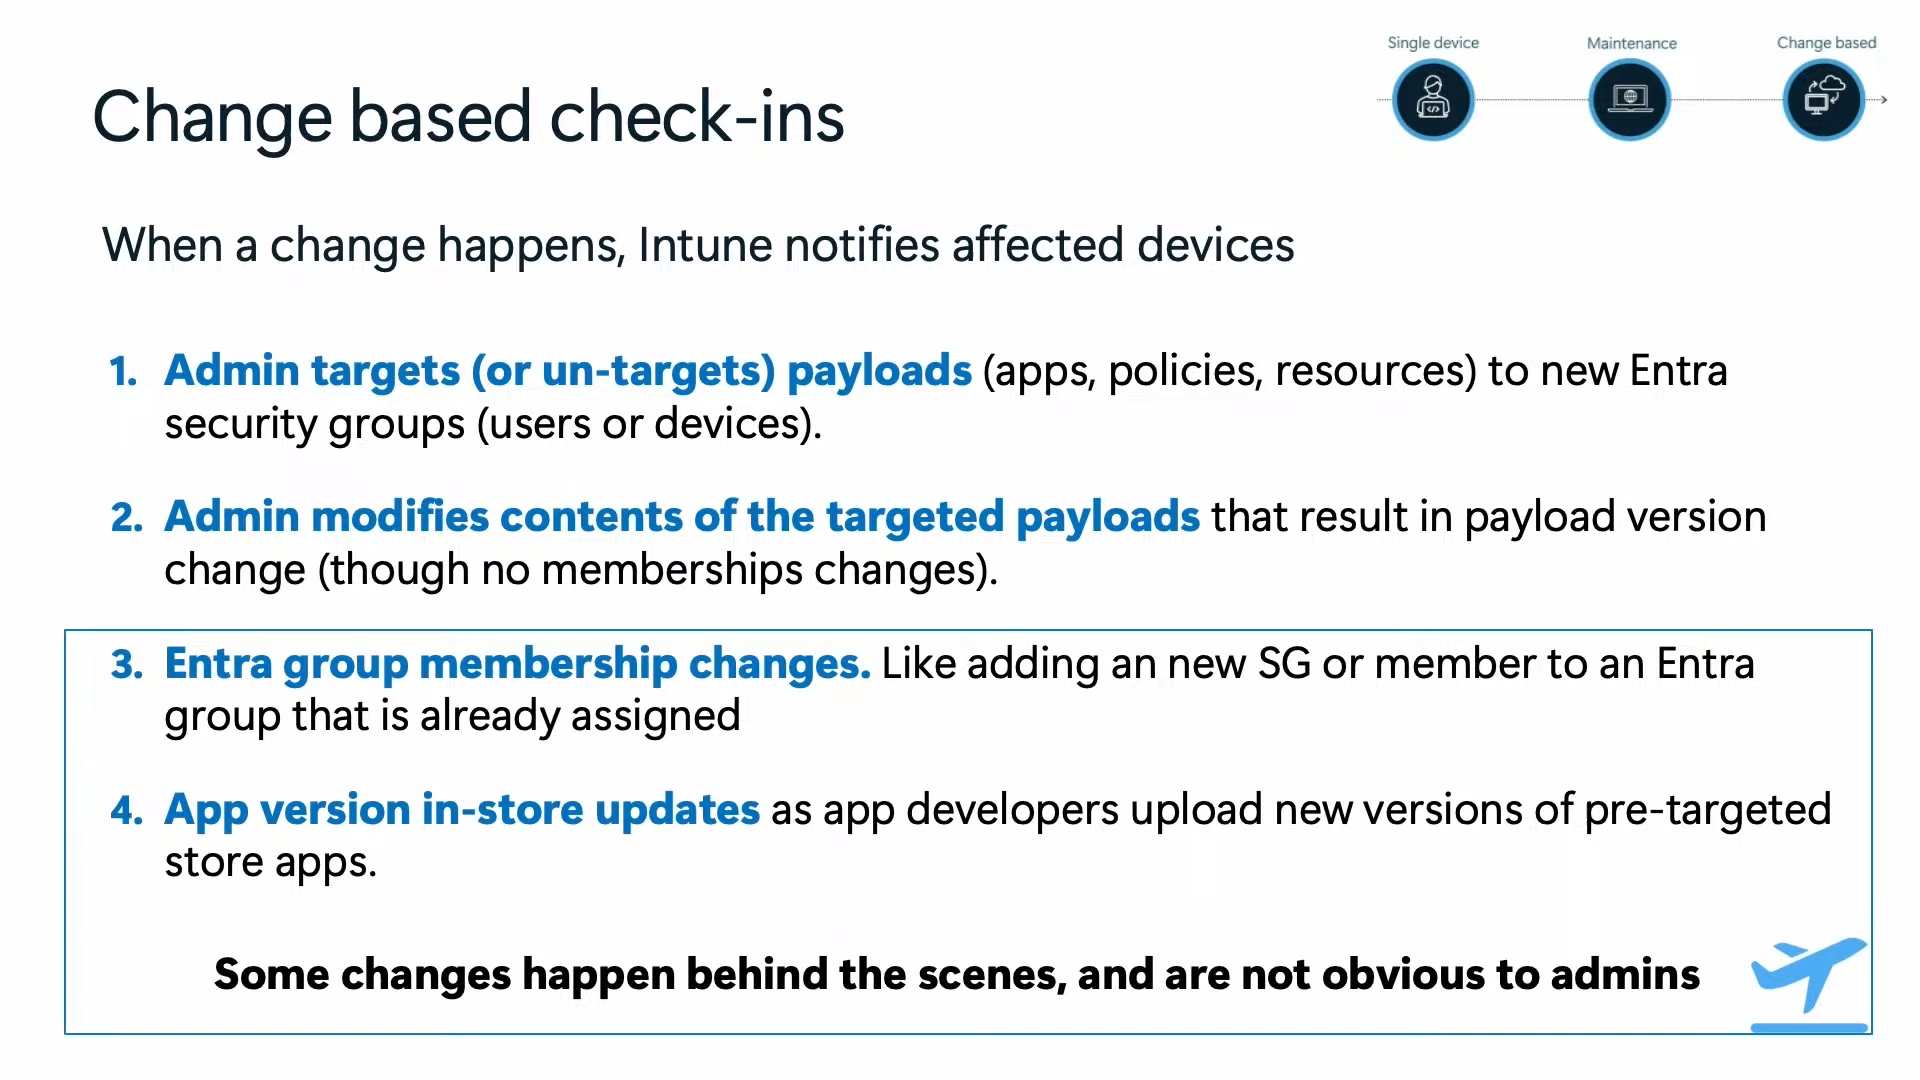 Single device
Maintenance
Change based
Change based check-ins
When a change happens, Intune notifies affected devices
1. Admin targets (or un-targets) payloads (apps, policies, resources) to new Entra
security groups (users or devices).
2. Admin modifies contents of the targeted payloads that result in payload version
change (though no memberships changes).
3. Entra group membership changes. Like adding an new SG or member to an Entra
group that is already assigned
4. App version in-store updates as app developers upload new versions of pre-targeted
store apps.
Some changes happen behind the scenes, and are not obvious to admins